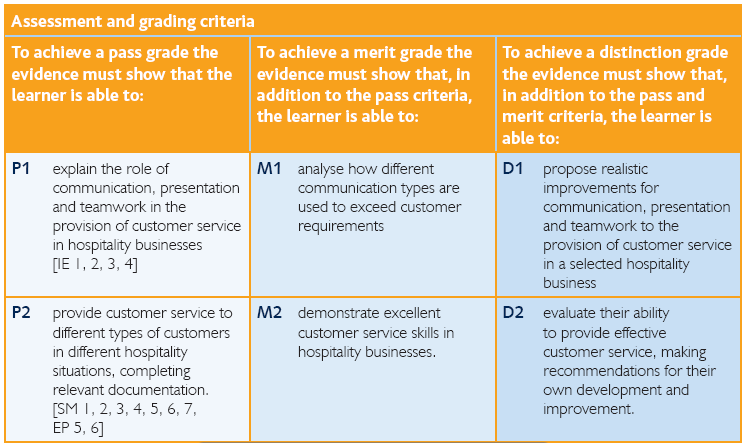 Assessment and grading criteria
To achieve a pass grade the
evidence must show that the
learner is able to:
To achieve a merit grade the
evidence must show that, in
addition to the pass criteria,
the learner is able to:
To achieve a distinction grade
the evidence must show that,
in addition to the pass and
merit criteria, the learner is
able to:
P1 explain the role of
communication, presentation
and teamwork in the
provision of customer service
in hospitality businesses
[IE 1, 2, 3, 4]
M1 analyse how different
communication types are
used to exceed customer
requirements
D1 propose realistic
improvements for
communication, presentation
and teamwork to the
provision of customer service
in a selected hospitality
business
P2 provide customer service to
different types of customers
in different hospitality
situations, completing
relevant documentation.
[SM 1, 2, 3, 4, 5, 6, 7,
EP 5, 6]
M2 demonstrate excellent
customer service skills in
hospitality businesses.
D2 evaluate their ability
to provide effective
customer service, making
recommendations for their
own development and
improvement.